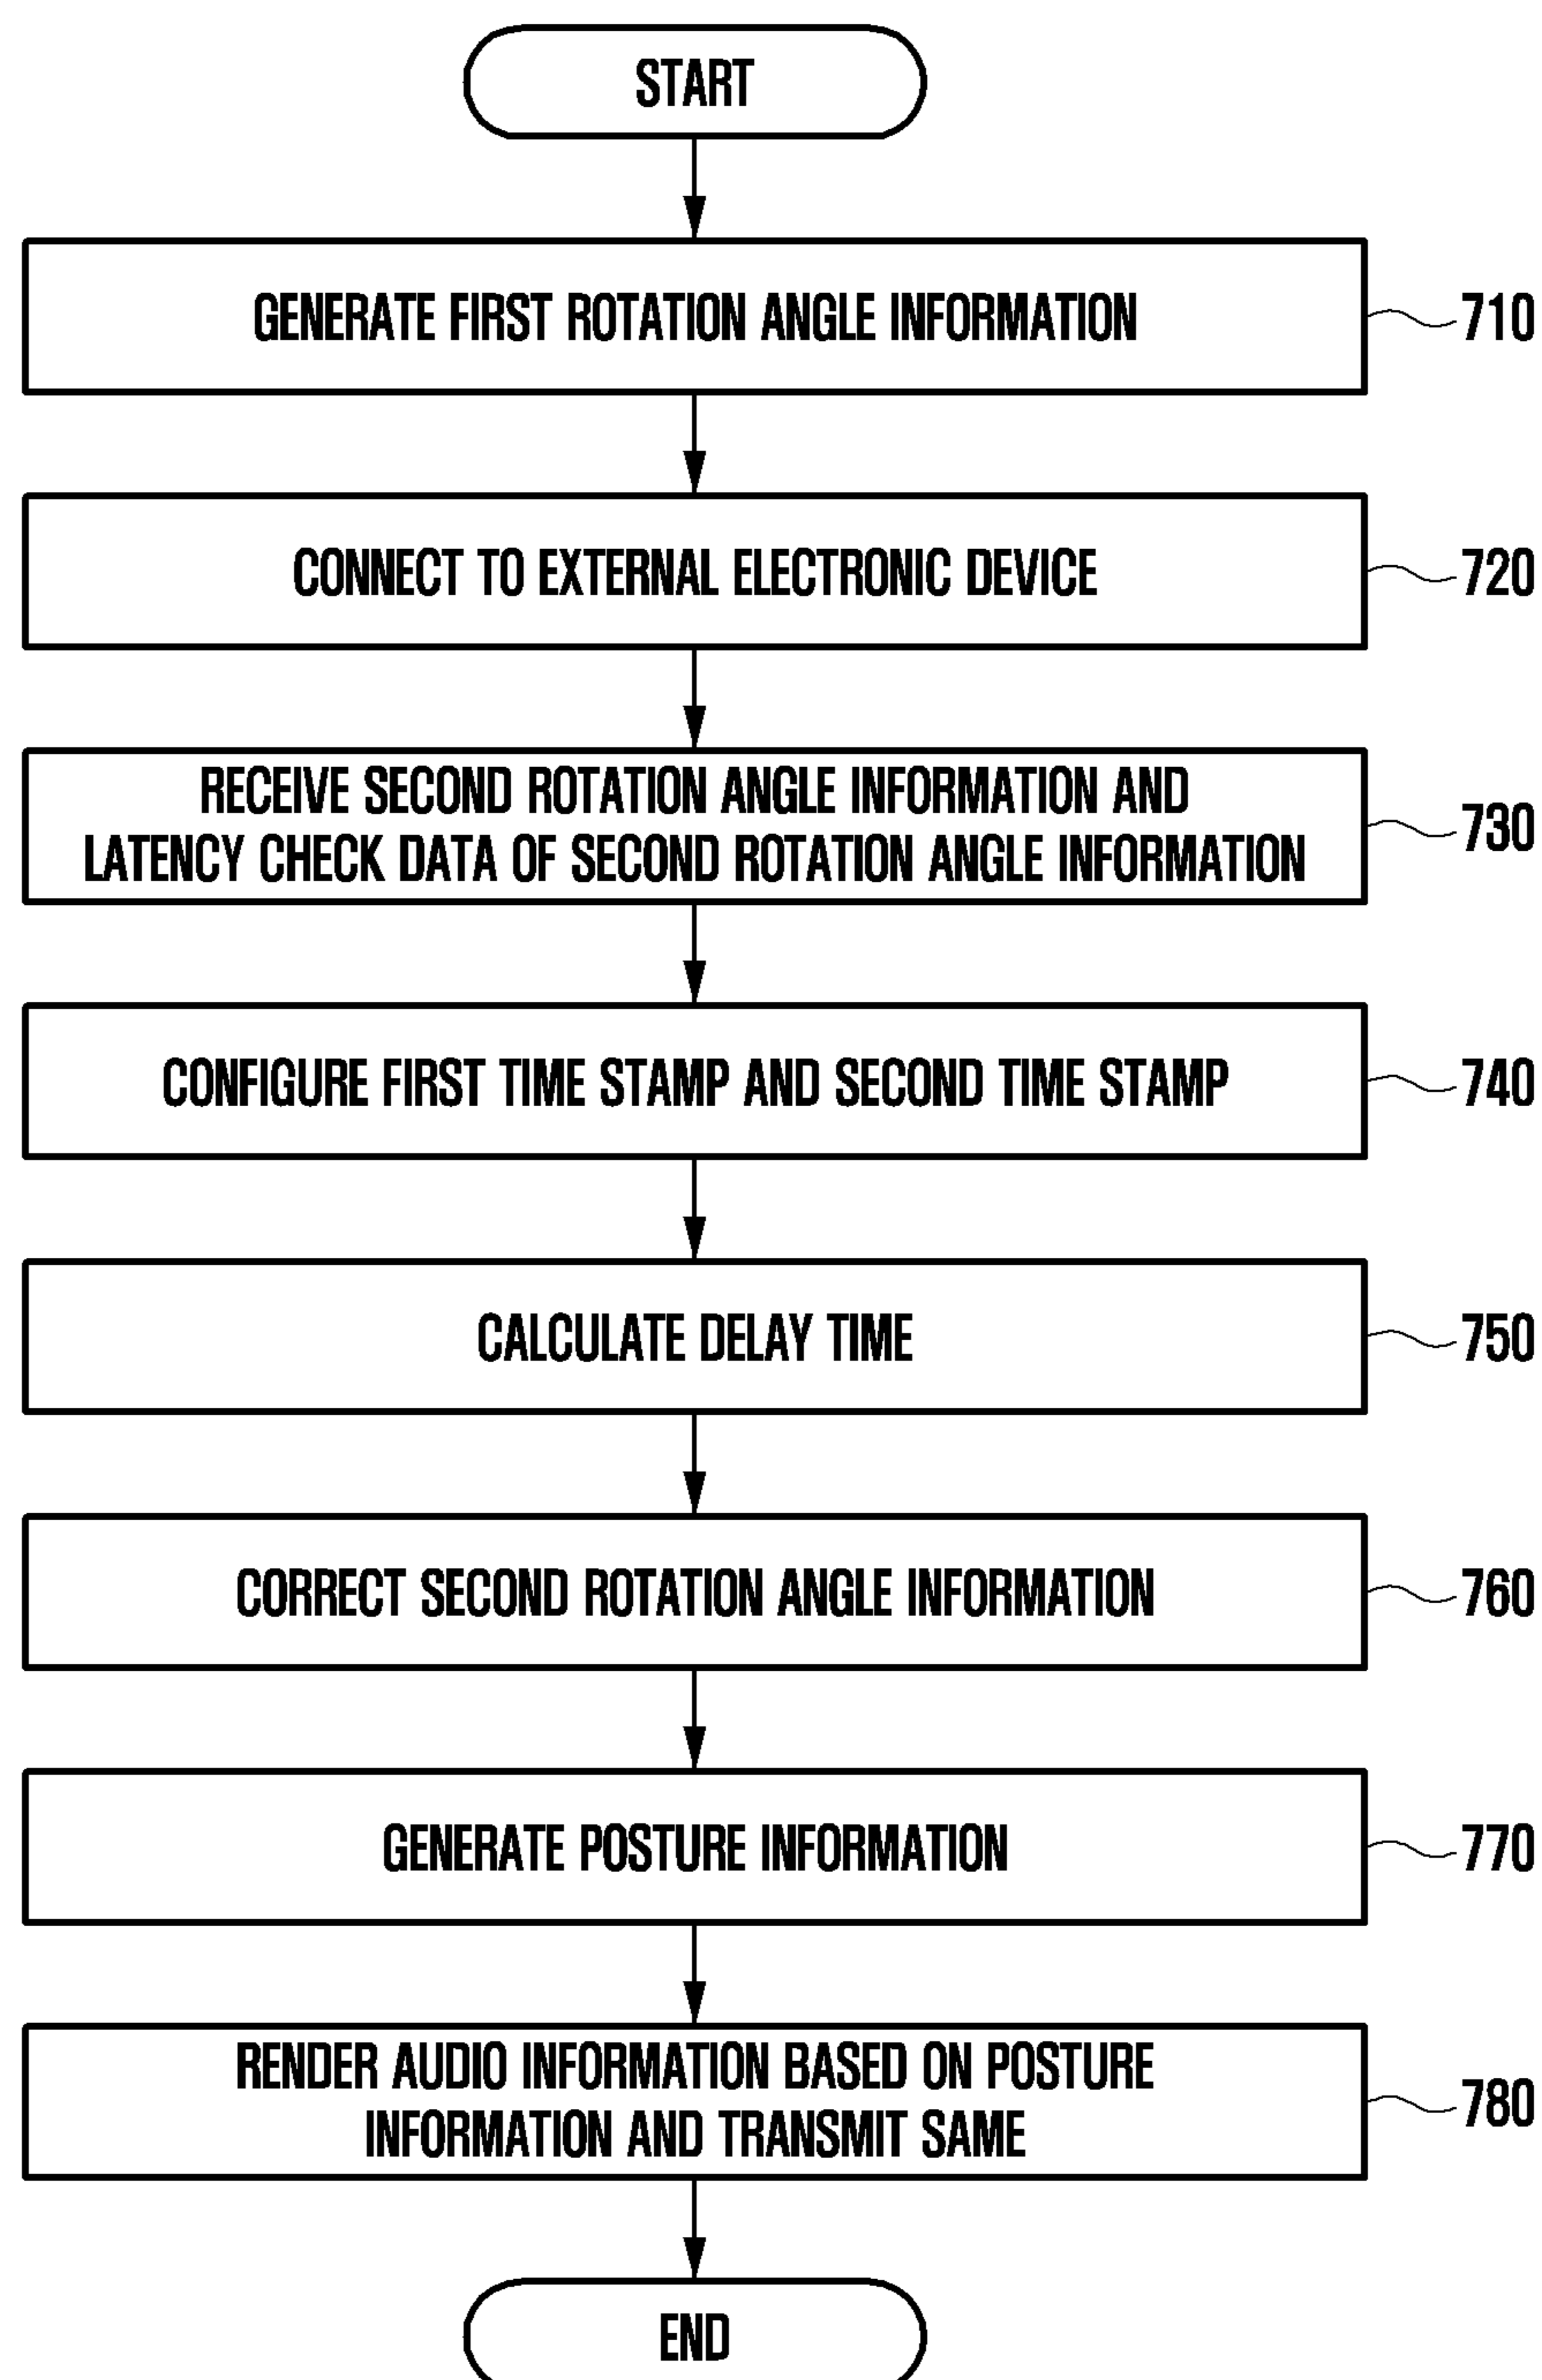 START
GENERATE FIRST ROTATION ANGLE INFORMATION
710
CONNECT TO EXTERNAL ELECTRONIC DEVICE
720
RECEIVE SECOND ROTATION ANGLE INFORMATION AND
LATENCY CHECK DATA OF SECOND ROTATION ANGLE INFORMATION
730
CONFIGURE FIRST TIME STAMP AND SECOND TIME STAMP
740
CALCULATE DELAY TIME
750
CORRECT SECOND ROTATION ANGLE INFORMATION
760
GENERATE POSTURE INFORMATION
770
RENDER AUDIO INFORMATION BASED ON POSTURE
INFORMATION AND TRANSMIT SAME
780
END